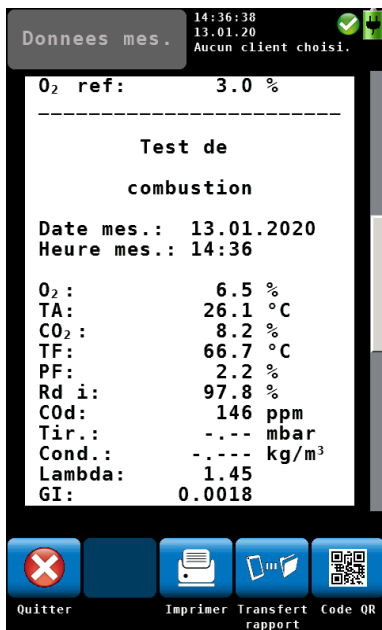 Donnees mes.
14:36:38
13.01.20
Aucun client choisi.
O₂ ref: 3.0 %
Test de
combustion
Date mes.: 13.01.2020
Heure mes.: 14:36
O₂: 6.5 %
TA: 26.1 °C
CO₂: 8.2 %
TF: 66.7 °C
PF: 2.2 %
Rd i: 97.8 %
COd: 146 ppm
Tir.: -.-- mbar
Cond.: -.--- kg/m³
Lambda: 1.45
GI: 0.0018
Quitter
Imprimer
Transfert
rapport
Code QR